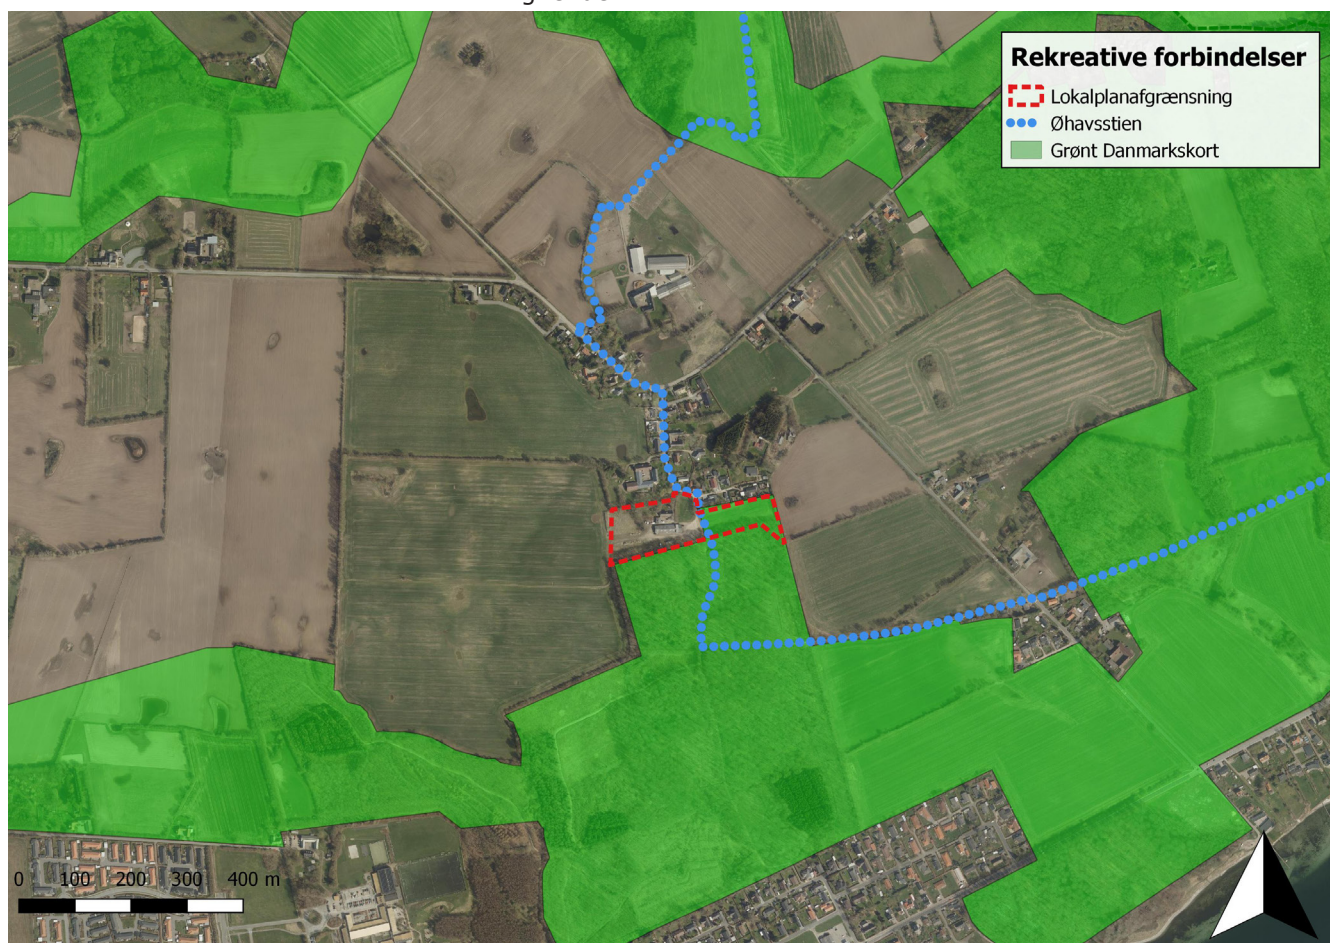 Rekreative forbindelser
Lokalplanafgrænsning
Øhavsstien
Grønt Danmarkskort
0 100 200 300 400 m